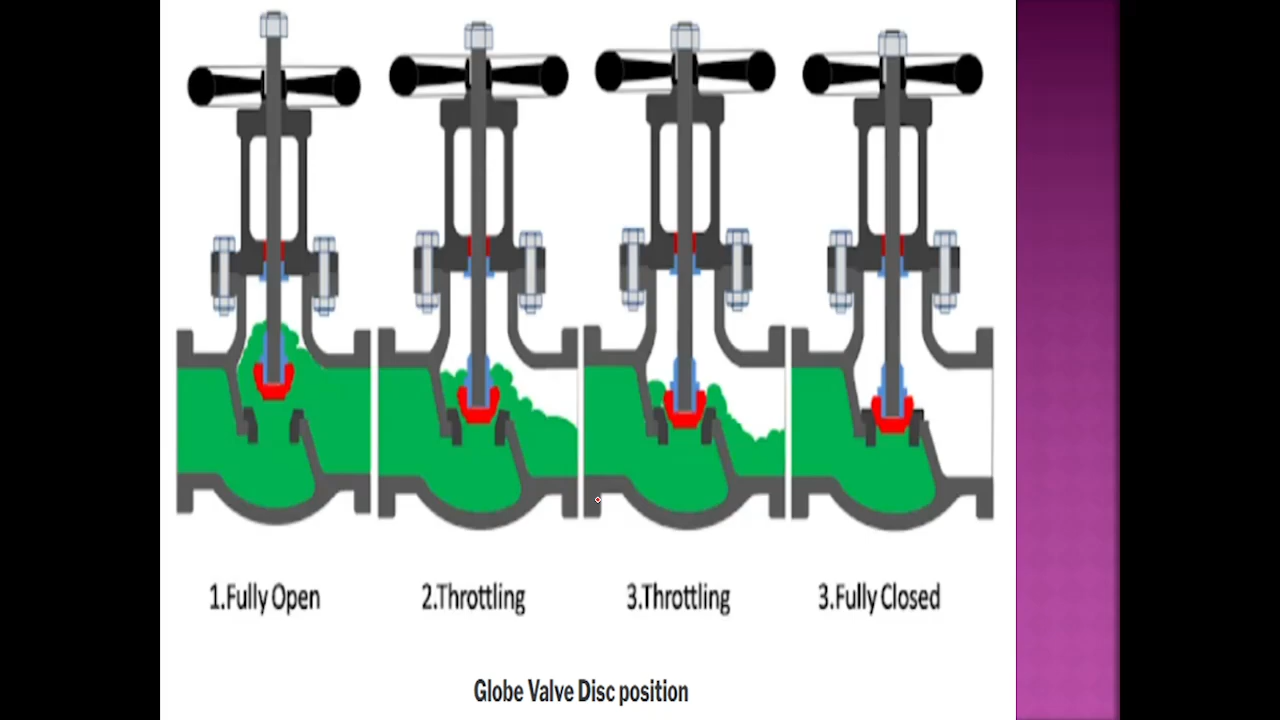 1.Fully Open
2.Throttling
3.Throttling
3.Fully Closed
Globe Valve Disc position